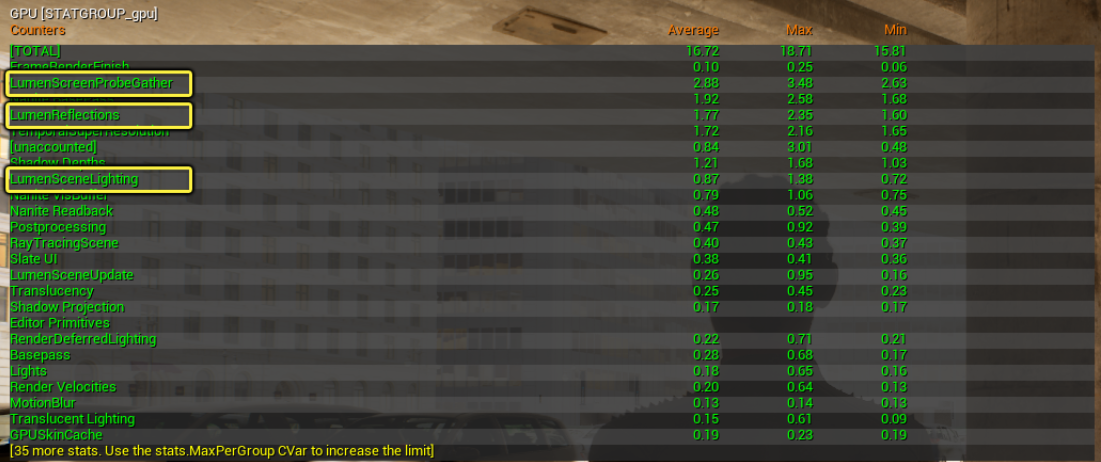 GPU [STATGROUP_gpu]
Counters Average Max Min
[TOTAL] 16.72 18.71 15.81
FrameRenderFinish 0.10 0.25 0.06
LumenScreenProbeGather 2.88 3.48 2.63
1.92 2.58 1.68
LumenReflections 1.77 2.35 1.60
TemporalSuperResolution 1.72 2.16 1.65
[unaccounted] 0.84 3.01 0.48
Shadow Depths 1.21 1.68 1.03
LumenSceneLighting 0.87 1.38 0.72
Nanite VisBuffer 0.79 1.06 0.75
Nanite Readback 0.48 0.52 0.45
Postprocessing 0.47 0.92 0.39
RayTracingScene 0.40 0.43 0.37
Slate UI 0.38 0.41 0.36
LumenSceneUpdate 0.26 0.95 0.16
Translucency 0.25 0.45 0.23
Shadow Projection 0.17 0.18 0.17
Editor Primitives
RenderDeferredLighting 0.22 0.71 0.21
Basepass 0.28 0.68 0.17
Lights 0.18 0.65 0.16
Render Velocities 0.20 0.64 0.13
MotionBlur 0.13 0.14 0.13
Translucent Lighting 0.15 0.61 0.09
GPUSkinCache 0.19 0.23 0.19
[35 more stats. Use the stats.MaxPerGroup CVar to increase the limit]